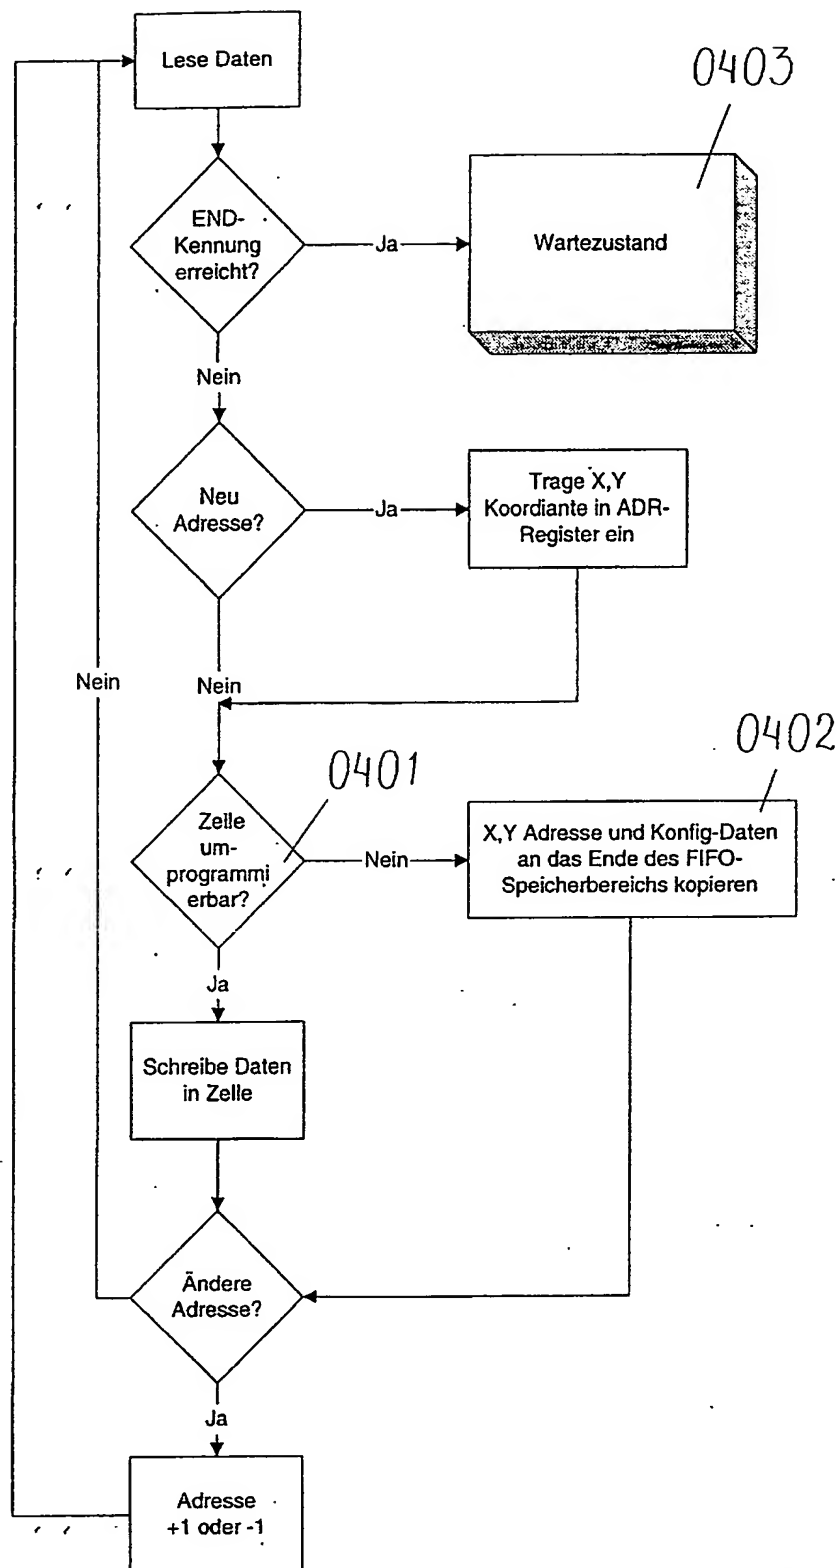 Lese Daten
0403
END-
Kennung
erreicht?
Ja
Wartezustand
Nein
Neu
Adresse?
Ja
Trage X,Y
Koordiante in ADR-
Register ein
Nein
Nein
0401
0402
Zelle
um-
programmi
erbar?
Nein
X,Y Adresse und Konfig-Daten
an das Ende des FIFO-
Speicherbereichs kopieren
Ja
Schreibe Daten
in Zelle
Ändere
Adresse?
Ja
Adresse
+1 oder -1